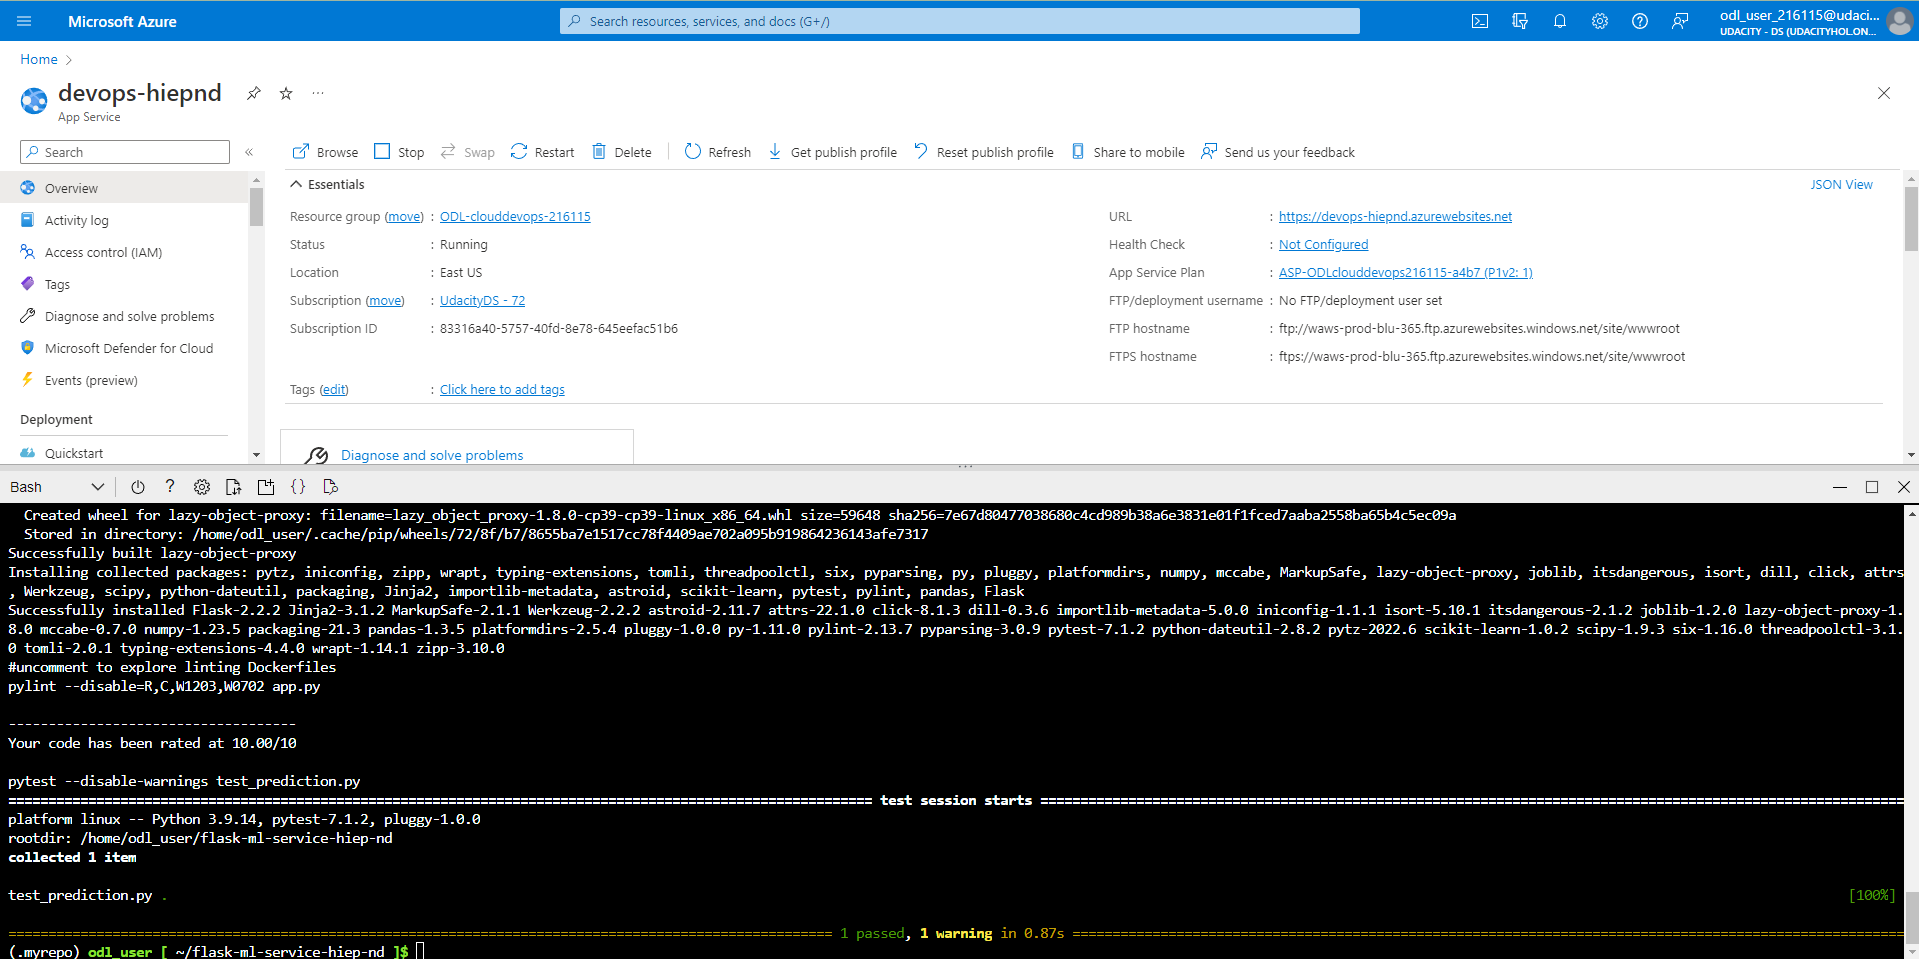 Microsoft Azure
Search resources, services, and docs (G+/)
odl_user_216115@udaci...
UDACITY - DS (UDACITYHOL.ON...
Home
devops-hiepnd
App Service
Search
Browse Stop Swap Restart Delete Refresh Get publish profile Reset publish profile Share to mobile Send us your feedback
Overview
Activity log
Access control (IAM)
Tags
Diagnose and solve problems
Microsoft Defender for Cloud
Events (preview)
Deployment
Quickstart
Essentials
JSON View
Resource group (move) : ODL-clouddevops-216115
Status : Running
Location : East US
Subscription (move) : UdacityDS - 72
Subscription ID : 83316a40-5757-40fd-8e78-645eefac51b6
Tags (edit) : Click here to add tags
URL : https://devops-hiepnd.azurewebsites.net
Health Check : Not Configured
App Service Plan : ASP-ODLclouddevops216115-a4b7 (P1v2: 1)
FTP/deployment username : No FTP/deployment user set
FTP hostname : ftp://waws-prod-blu-365.ftp.azurewebsites.windows.net/site/wwwroot
FTPS hostname : ftps://waws-prod-blu-365.ftp.azurewebsites.windows.net/site/wwwroot
Diagnose and solve problems
Bash
Created wheel for lazy-object-proxy: filename=lazy_object_proxy-1.8.0-cp39-cp39-linux_x86_64.whl size=59648 sha256=7e67d80477038680c4cd989b38a6e3831e01f1fced7aaba2558ba65b4c5ec09a
Stored in directory: /home/odl_user/.cache/pip/wheels/72/8f/b7/8655ba7e1517cc78f4409ae702a095b919864236143afe7317
Successfully built lazy-object-proxy
Installing collected packages: pytz, iniconfig, zipp, wrapt, typing-extensions, tomli, threadpoolctl, six, pyparsing, py, pluggy, platformdirs, numpy, mccabe, MarkupSafe, lazy-object-proxy, joblib, itsdangerous, isort, dill, click, attrs
, Werkzeug, scipy, python-dateutil, packaging, Jinja2, importlib-metadata, astroid, scikit-learn, pytest, pylint, pandas, Flask
Successfully installed Flask-2.2.2 Jinja2-3.1.2 MarkupSafe-2.1.1 Werkzeug-2.2.2 astroid-2.11.7 attrs-22.1.0 click-8.1.3 dill-0.3.6 importlib-metadata-5.0.0 iniconfig-1.1.1 isort-5.10.1 itsdangerous-2.1.2 joblib-1.2.0 lazy-object-proxy-1.
8.0 mccabe-0.7.0 numpy-1.23.5 packaging-21.3 pandas-1.3.5 platformdirs-2.5.4 pluggy-1.0.0 py-1.11.0 pylint-2.13.7 pyparsing-3.0.9 pytest-7.1.2 python-dateutil-2.8.2 pytz-2022.6 scikit-learn-1.0.2 scipy-1.9.3 six-1.16.0 threadpoolctl-3.1.
0 tomli-2.0.1 typing-extensions-4.4.0 wrapt-1.14.1 zipp-3.10.0
#uncomment to explore linting Dockerfiles
pylint --disable=R,C,W1203,W0702 app.py
------------------------------------
Your code has been rated at 10.00/10
pytest --disable-warnings test_prediction.py
test session starts
platform linux -- Python 3.9.14, pytest-7.1.2, pluggy-1.0.0
rootdir: /home/odl_user/flask-ml-service-hiep-nd
collected 1 item
test_prediction.py . [100%]
1 passed, 1 warning in 0.87s
(.myrepo) odl_user [ ~/flask-ml-service-hiep-nd ]$